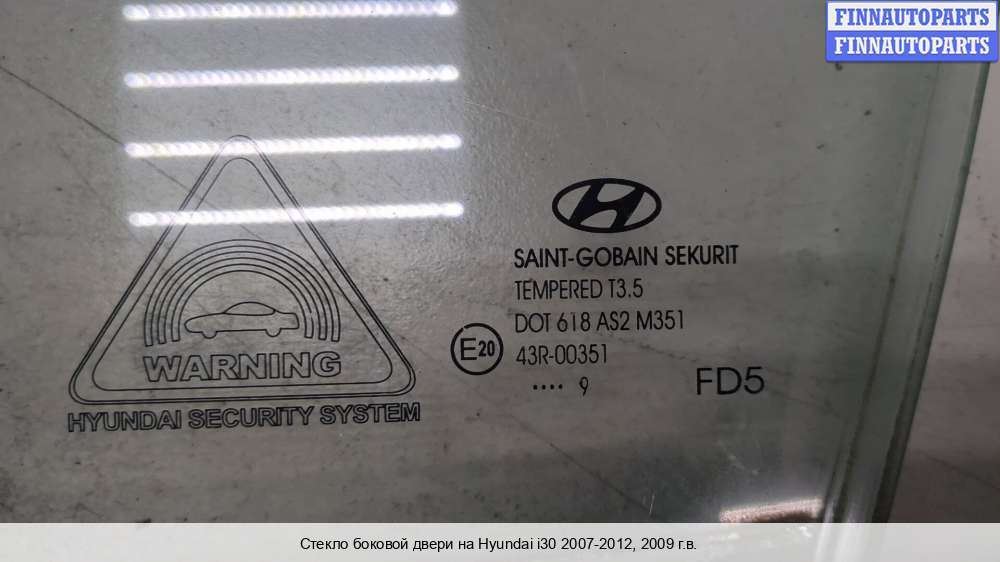 FINNAUTOPARTS
FINNAUTOPARTS
WARNING
HYUNDAI SECURITY SYSTEM
SAINT-GOBAIN SEKURIT
TEMPERED T3.5
DOT 618 AS2 M351
E20
43R-00351
.... 9
FD5
Стекло боковой двери на Hyundai i30 2007-2012, 2009 г.в.